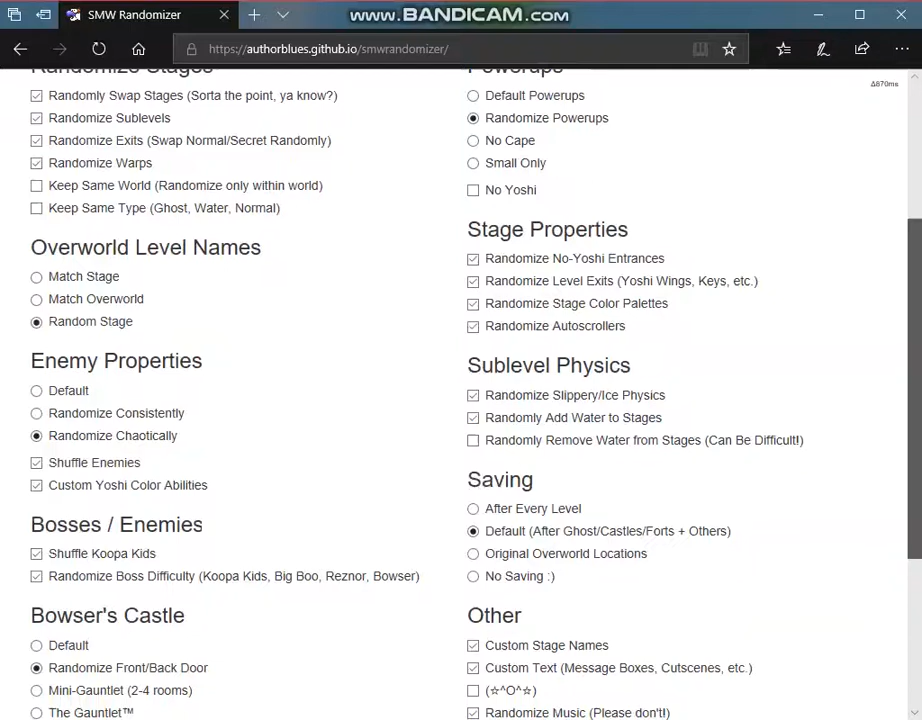 SMW Randomizer
www.BANDICAM.com
https://authorblues.github.io/smwrandomizer/
Δ670ms
Randomize Stages
Randomly Swap Stages (Sorta the point, ya know?)
Randomize Sublevels
Randomize Exits (Swap Normal/Secret Randomly)
Randomize Warps
Keep Same World (Randomize only within world)
Keep Same Type (Ghost, Water, Normal)
Overworld Level Names
Match Stage
Match Overworld
Random Stage
Enemy Properties
Default
Randomize Consistently
Randomize Chaotically
Shuffle Enemies
Custom Yoshi Color Abilities
Bosses / Enemies
Shuffle Koopa Kids
Randomize Boss Difficulty (Koopa Kids, Big Boo, Reznor, Bowser)
Bowser's Castle
Default
Randomize Front/Back Door
Mini-Gauntlet (2-4 rooms)
The Gauntlet™
Powerups
Default Powerups
Randomize Powerups
No Cape
Small Only
No Yoshi
Stage Properties
Randomize No-Yoshi Entrances
Randomize Level Exits (Yoshi Wings, Keys, etc.)
Randomize Stage Color Palettes
Randomize Autoscrollers
Sublevel Physics
Randomize Slippery/Ice Physics
Randomly Add Water to Stages
Randomly Remove Water from Stages (Can Be Difficult!)
Saving
After Every Level
Default (After Ghost/Castles/Forts + Others)
Original Overworld Locations
No Saving :)
Other
Custom Stage Names
Custom Text (Message Boxes, Cutscenes, etc.)
(☆^O^☆)
Randomize Music (Please don't!)